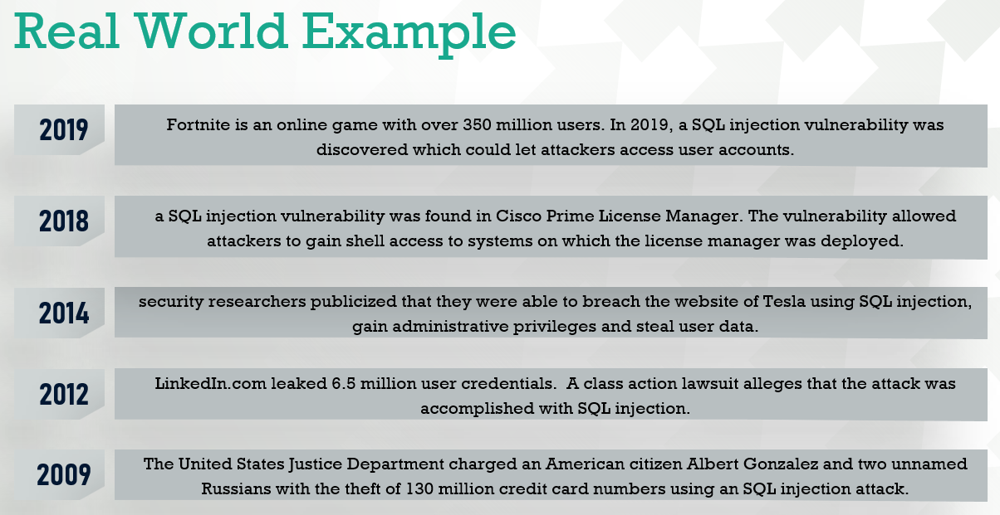 Real World Example
2019
Fortnite is an online game with over 350 million users. In 2019, a SQL injection vulnerability was
discovered which could let attackers access user accounts.
2018
a SQL injection vulnerability was found in Cisco Prime License Manager. The vulnerability allowed
attackers to gain shell access to systems on which the license manager was deployed.
2014
security researchers publicized that they were able to breach the website of Tesla using SQL injection,
gain administrative privileges and steal user data.
2012
LinkedIn.com leaked 6.5 million user credentials.  A class action lawsuit alleges that the attack was
accomplished with SQL injection.
2009
The United States Justice Department charged an American citizen Albert Gonzalez and two unnamed
Russians with the theft of 130 million credit card numbers using an SQL injection attack.